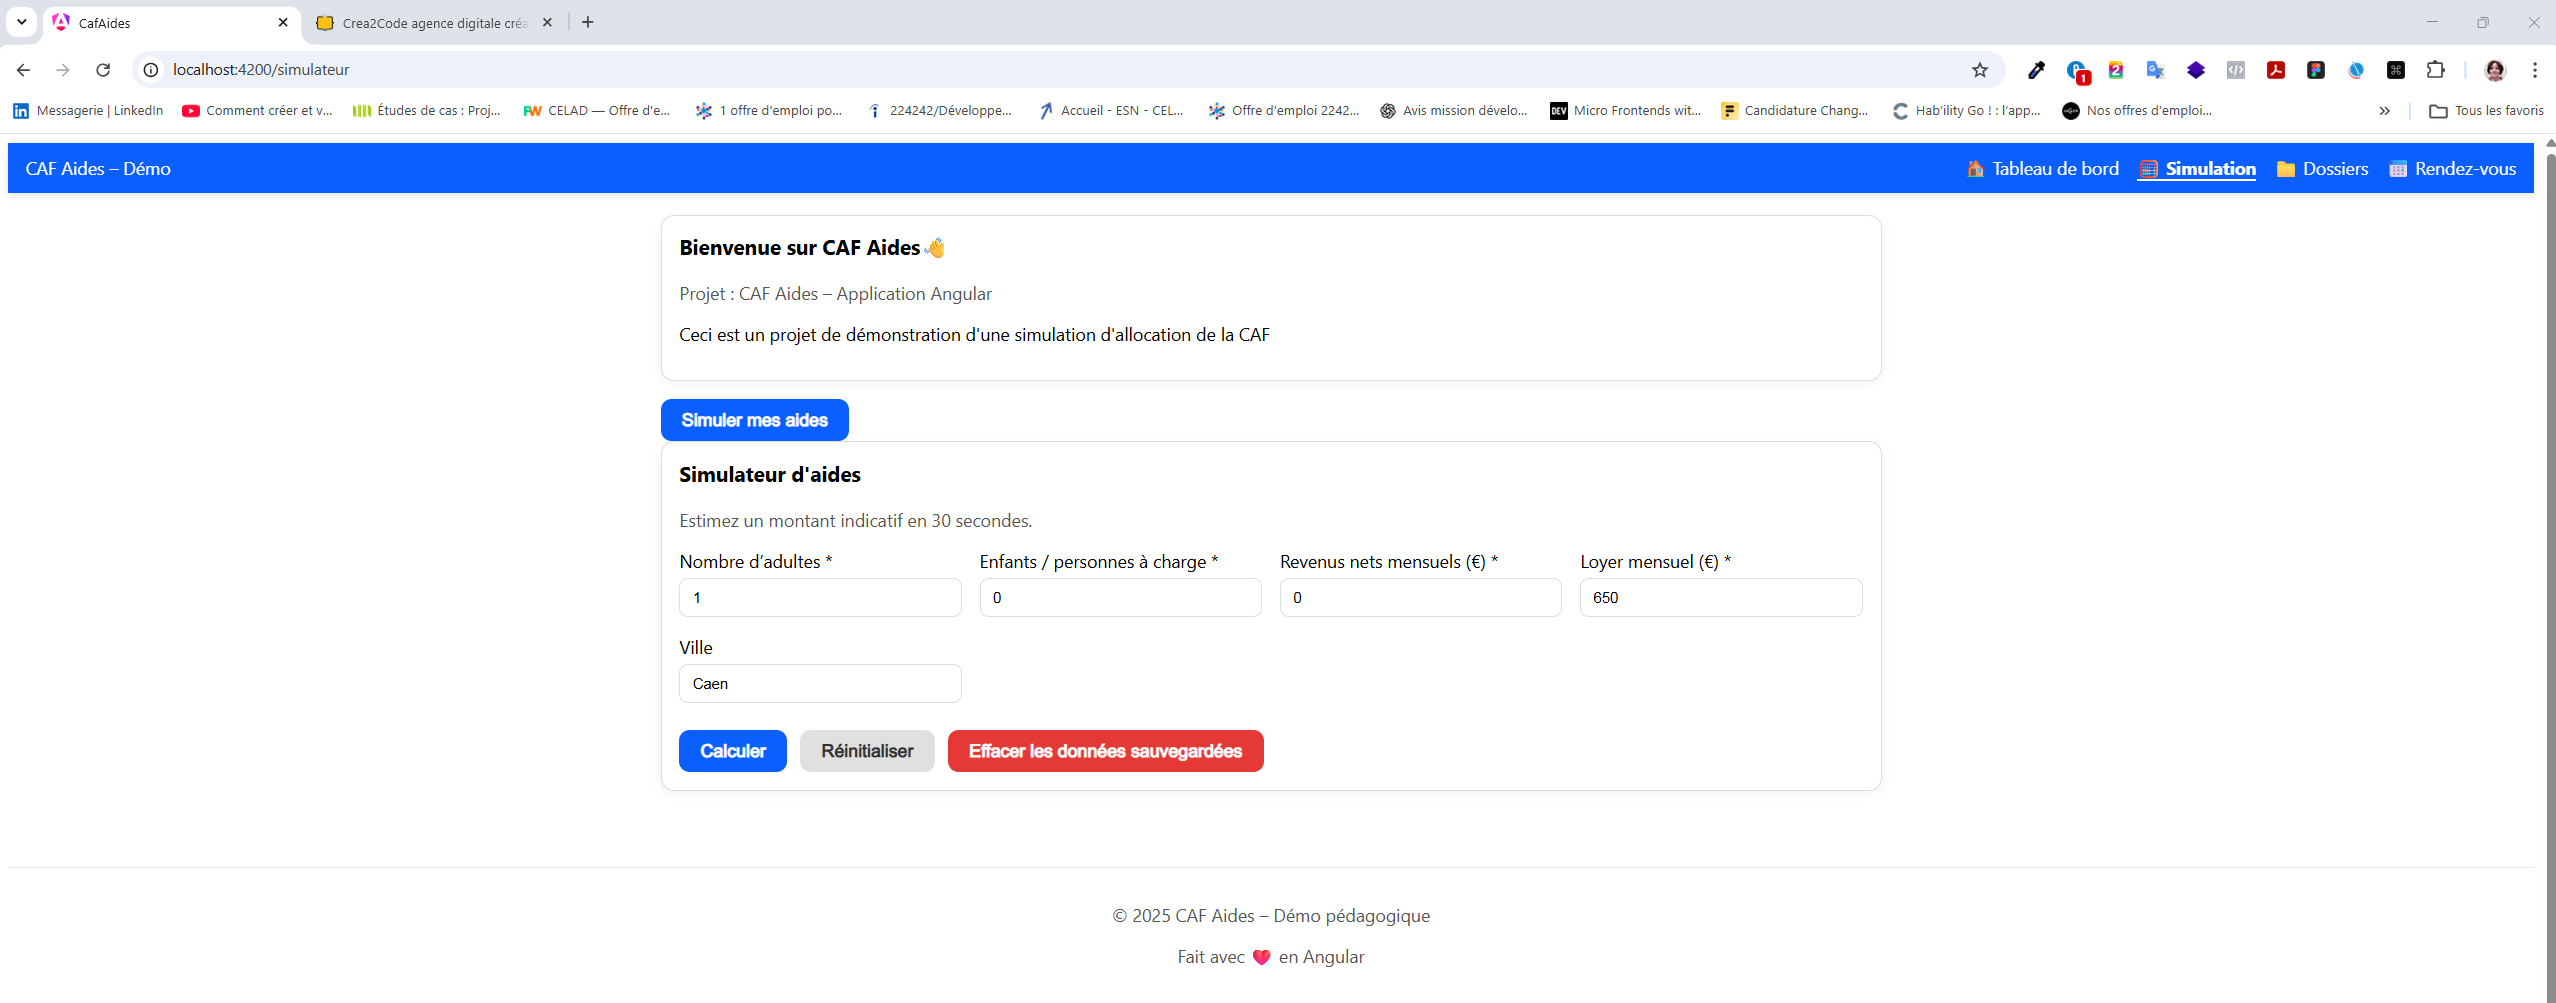 CafAides
Crea2Code agence digitale créa
localhost:4200/simulateur
1
Messagerie | LinkedIn
Comment créer et v...
Études de cas : Proj...
CELAD — Offre d'e...
1 offre d'emploi po...
224242/Développe...
Accueil - ESN - CEL...
Offre d'emploi 2242...
Avis mission dévelo...
Micro Frontends wit...
Candidature Chang...
Hab'ility Go ! : l'app...
Nos offres d'emploi...
Tous les favoris
CAF Aides – Démo
Tableau de bord
Simulation
Dossiers
Rendez-vous
Bienvenue sur CAF Aides
Projet : CAF Aides – Application Angular
Ceci est un projet de démonstration d'une simulation d'allocation de la CAF
Simuler mes aides
Simulateur d'aides
Estimez un montant indicatif en 30 secondes.
Nombre d’adultes *
Enfants / personnes à charge *
Revenus nets mensuels (€) *
Loyer mensuel (€) *
1
0
0
650
Ville
Caen
Calculer
Réinitialiser
Effacer les données sauvegardées
© 2025 CAF Aides – Démo pédagogique
Fait avec ❤️ en Angular